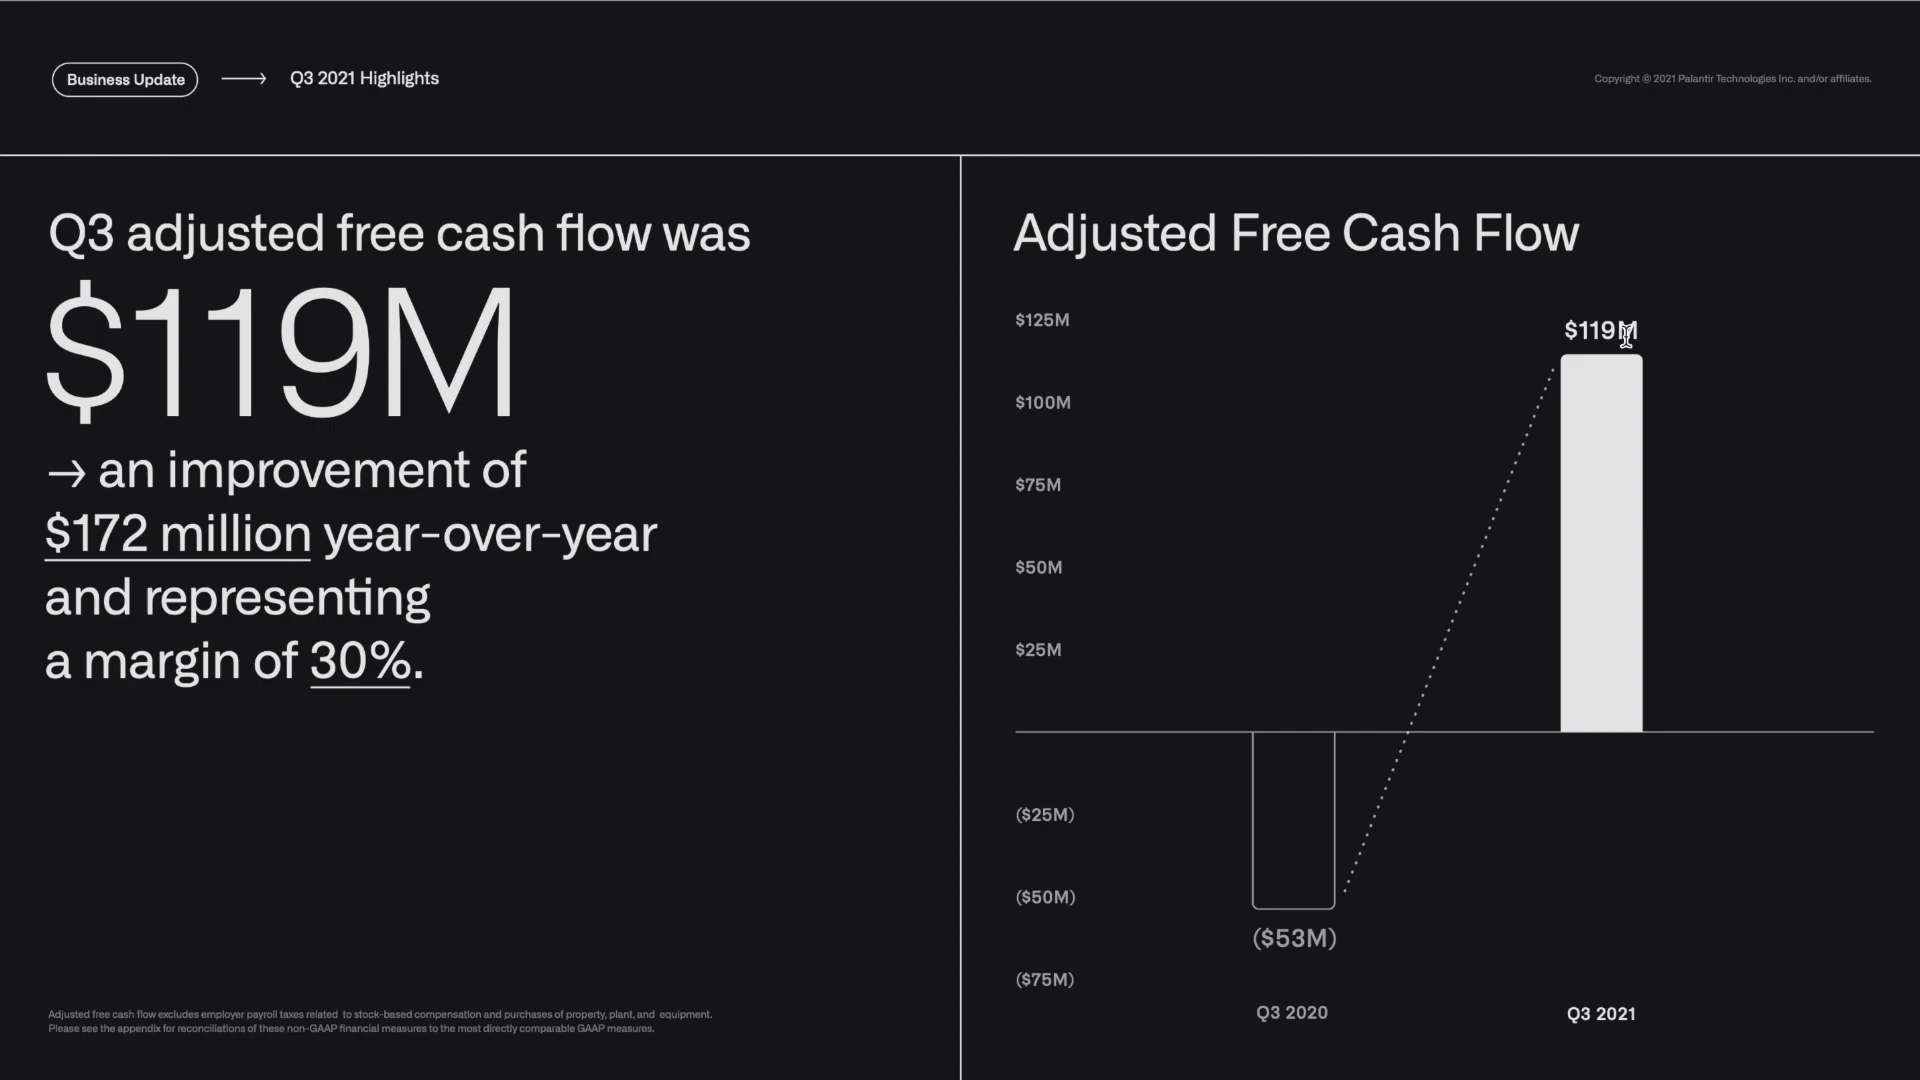 Business Update
Q3 2021 Highlights
Copyright © 2021 Palantir Technologies Inc. and/or affiliates.
Q3 adjusted free cash flow was
$119M
→ an improvement of
$172 million year-over-year
and representing
a margin of 30%.
Adjusted free cash flow excludes employer payroll taxes related to stock-based compensation and purchases of property, plant, and equipment.
Please see the appendix for reconciliations of these non-GAAP financial measures to the most directly comparable GAAP measures.
Adjusted Free Cash Flow
$125M
$119M
$100M
$75M
$50M
$25M
($25M)
($50M)
($53M)
($75M)
Q3 2020
Q3 2021